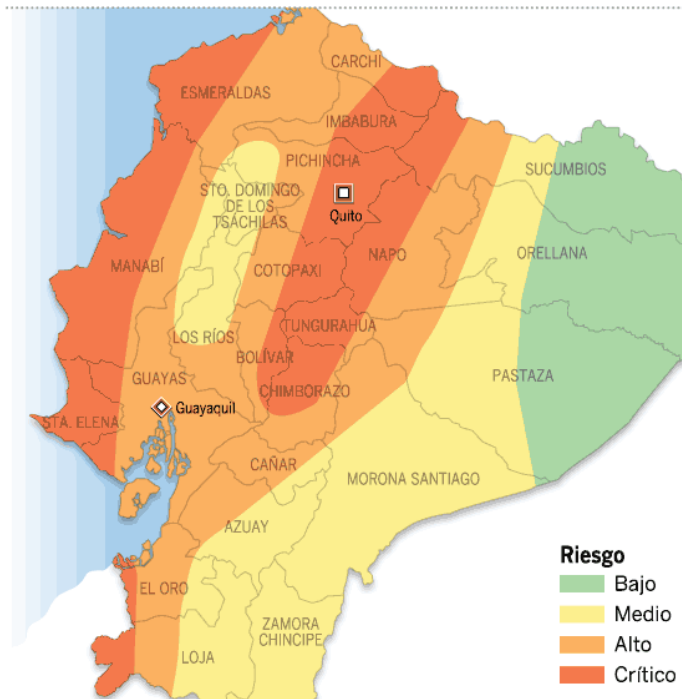 CARCHI
ESMERALDAS
IMBABURA
PICHINCHA
SUCUMBIOS
STO. DOMINGO
DE LOS
TSÁCHILAS
Quito
ORELLANA
NAPO
MANABÍ
COTOPAXI
TUNGURAHUA
LOS RÍOS
BOLÍVAR
GUAYAS
PASTAZA
CHIMBORAZO
Guayaquil
STA. ELENA
CAÑAR
MORONA SANTIAGO
AZUAY
EL ORO
ZAMORA
CHINCIPE
LOJA
Riesgo
Bajo
Medio
Alto
Crítico